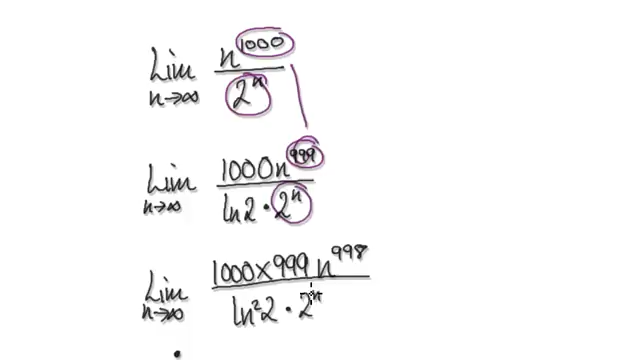 Lim n→∞ n^1000 / 2^n
Lim n→∞ 1000n^999 / ln2 · 2^n
Lim n→∞ 1000×999 n^998 / ln²2 · 2^n